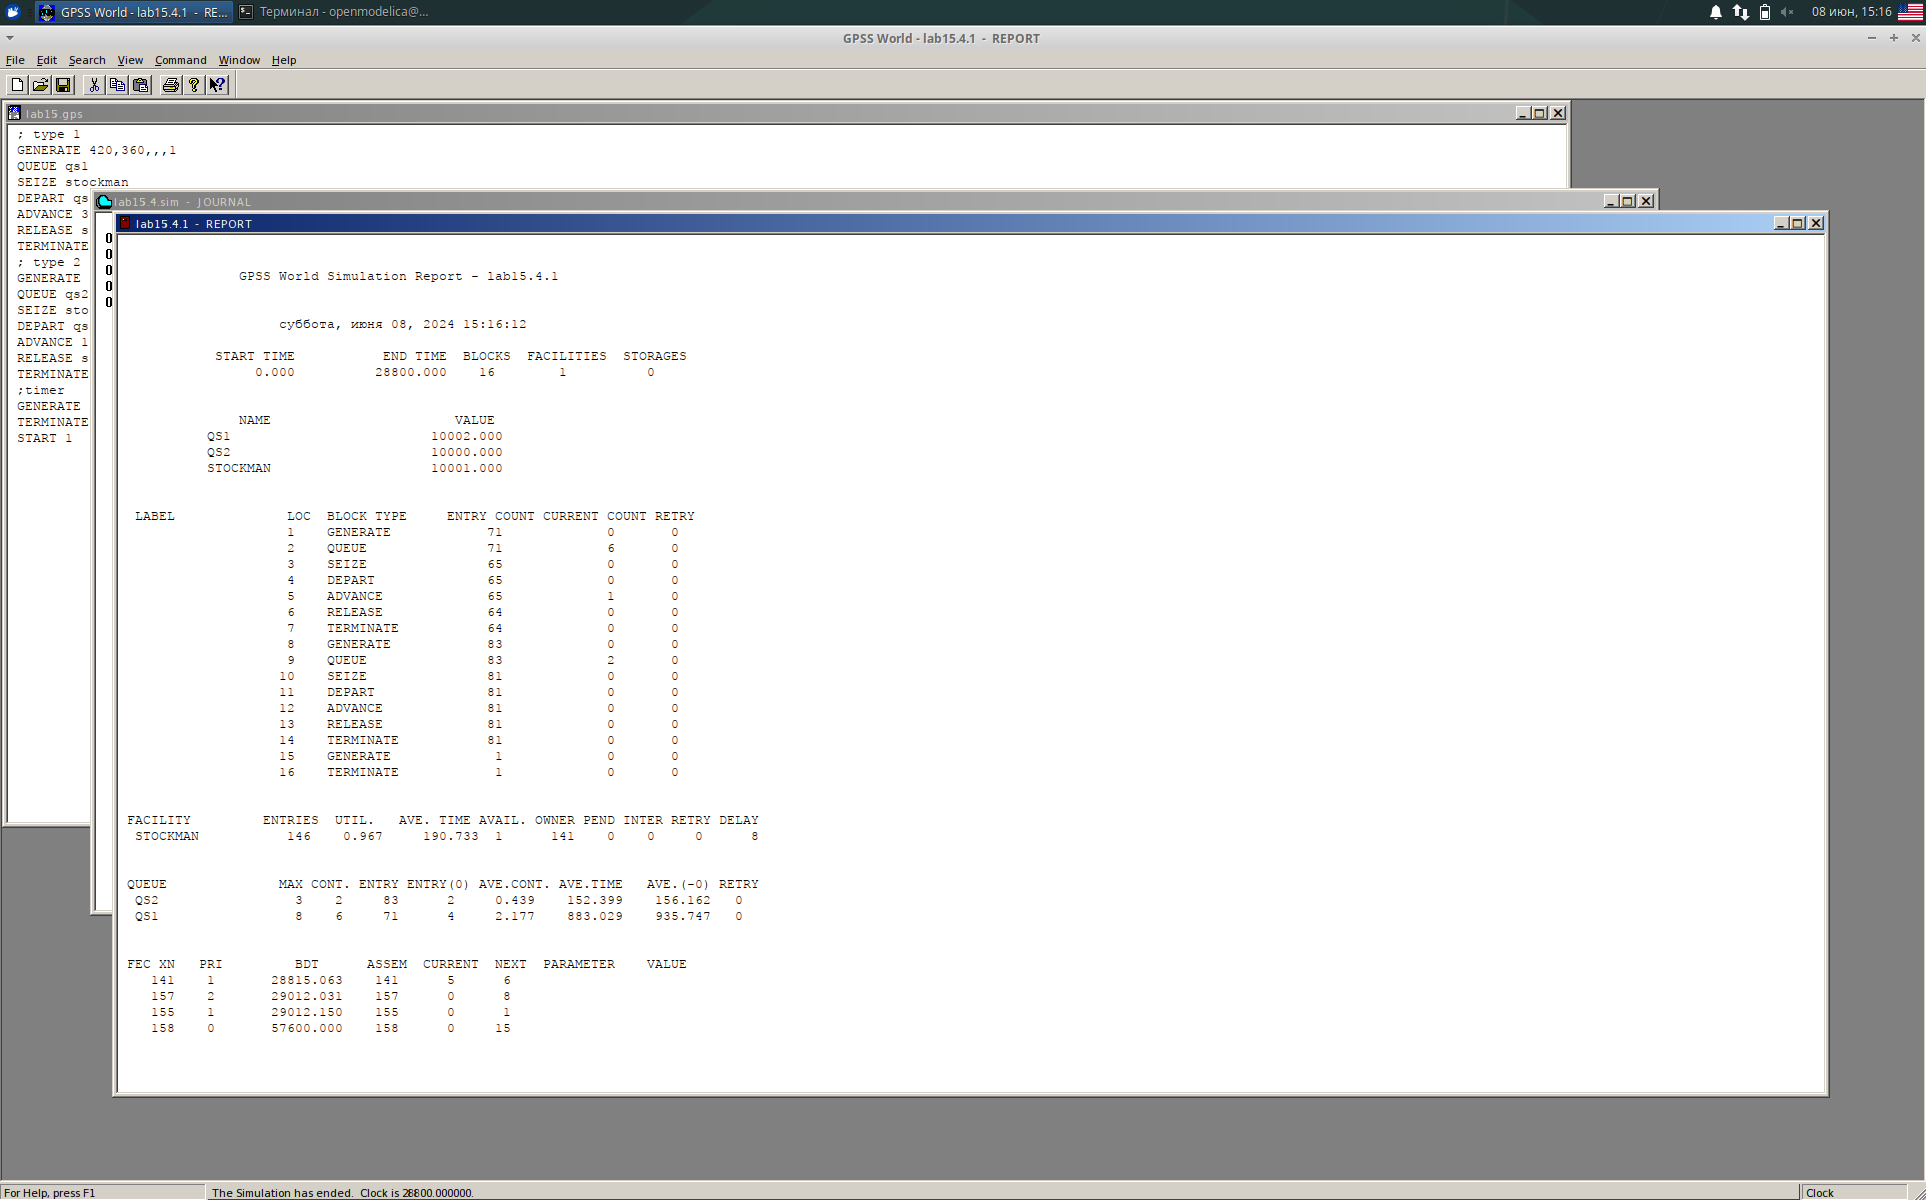 GPSS World - lab15.4.1 - RE...
Терминал - openmodelica@...
08 июн, 15:16
GPSS World - lab15.4.1 - REPORT
File Edit Search View Command Window Help
lab15.gps
; type 1
GENERATE 420,360,,,1
QUEUE qs1
SEIZE stockman
DEPART qs
ADVANCE 3
RELEASE s
TERMINATE
; type 2
GENERATE
QUEUE qs2
SEIZE sto
DEPART qs
ADVANCE 1
RELEASE s
TERMINATE
;timer
GENERATE
TERMINATE
START 1
lab15.4.sim - JOURNAL
0
0
0
0
0
lab15.4.1 - REPORT
GPSS World Simulation Report - lab15.4.1
суббота, июня 08, 2024 15:16:12
START TIME END TIME BLOCKS FACILITIES STORAGES
0.000 28800.000 16 1 0
NAME VALUE
QS1 10002.000
QS2 10000.000
STOCKMAN 10001.000
LABEL LOC BLOCK TYPE ENTRY COUNT CURRENT COUNT RETRY
1 GENERATE 71 0 0
2 QUEUE 71 6 0
3 SEIZE 65 0 0
4 DEPART 65 0 0
5 ADVANCE 65 1 0
6 RELEASE 64 0 0
7 TERMINATE 64 0 0
8 GENERATE 83 0 0
9 QUEUE 83 2 0
10 SEIZE 81 0 0
11 DEPART 81 0 0
12 ADVANCE 81 0 0
13 RELEASE 81 0 0
14 TERMINATE 81 0 0
15 GENERATE 1 0 0
16 TERMINATE 1 0 0
FACILITY ENTRIES UTIL. AVE. TIME AVAIL. OWNER PEND INTER RETRY DELAY
STOCKMAN 146 0.967 190.733 1 141 0 0 0 8
QUEUE MAX CONT. ENTRY ENTRY(0) AVE.CONT. AVE.TIME AVE.(-0) RETRY
QS2 3 2 83 2 0.439 152.399 156.162 0
QS1 8 6 71 4 2.177 883.029 935.747 0
FEC XN PRI BDT ASSEM CURRENT NEXT PARAMETER VALUE
141 1 28815.063 141 5 6
157 2 29012.031 157 0 8
155 1 29012.150 155 0 1
158 0 57600.000 158 0 15
For Help, press F1
The Simulation has ended. Clock is 28800.000000.
Clock